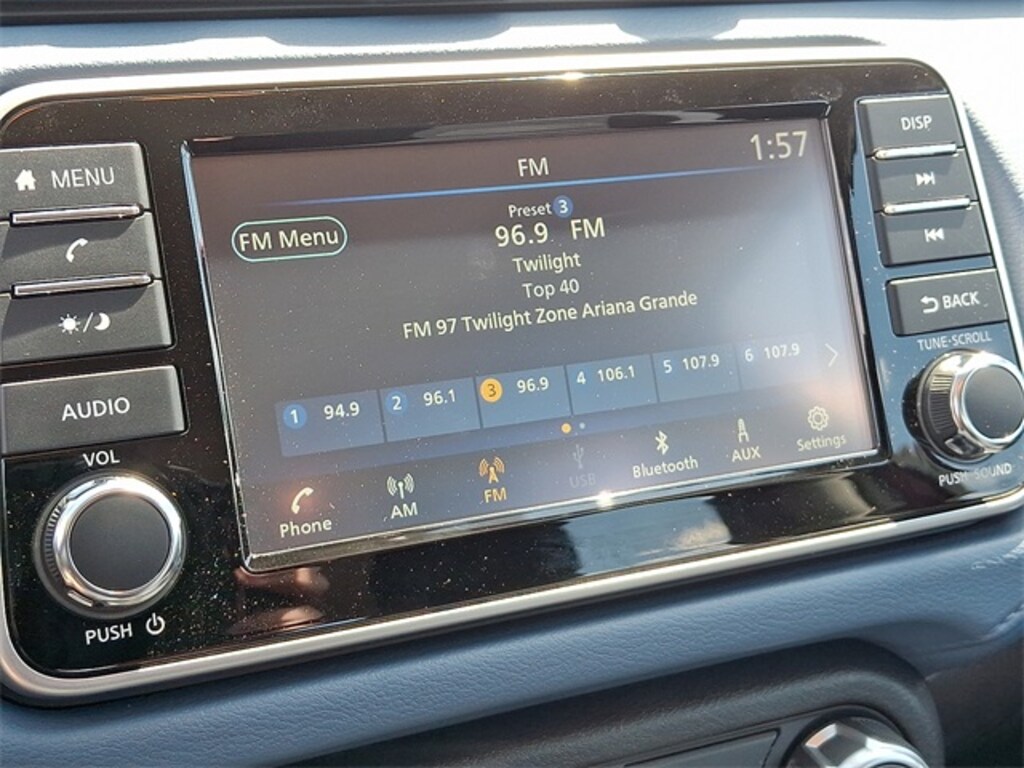 MENU
AUDIO
VOL
PUSH
FM
1:57
FM Menu
Preset 3
96.9 FM
Twilight
Top 40
FM 97 Twilight Zone Ariana Grande
1 94.9 2 96.1 3 96.9 4 106.1 5 107.9 6 107.9
Phone AM FM USB Bluetooth AUX Settings
DISP
BACK
TUNE·SCROLL
PUSH SOUND